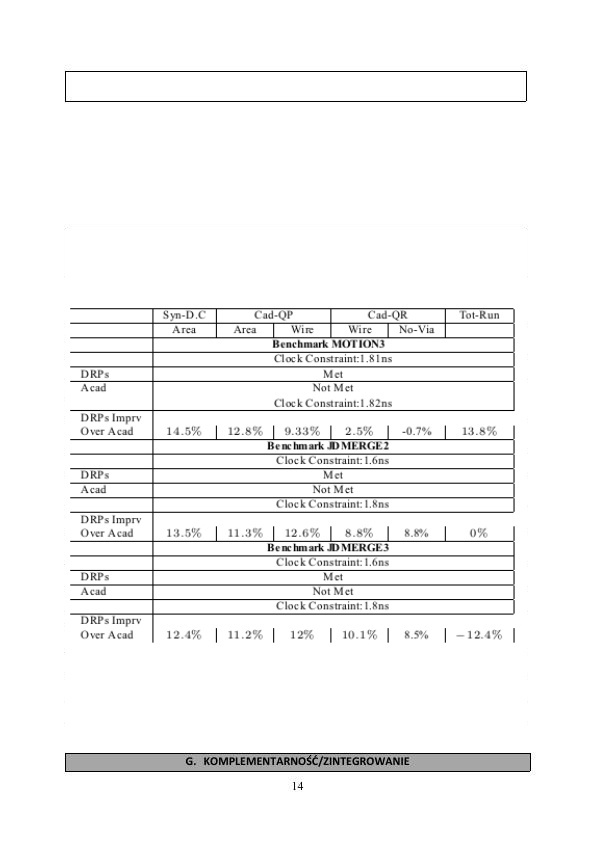 Syn-D.C Cad-QP Cad-QR Tot-Run
Area Area Wire Wire No-Via
Benchmark MOTION3
Clock Constraint:1.81ns
DRPs Met
Acad Not Met
Clock Constraint:1.82ns
DRPs Imprv
Over Acad 14.5% 12.8% 9.33% 2.5% -0.7% 13.8%
Benchmark JDMERGE2
Clock Constraint:1.6ns
DRPs Met
Acad Not Met
Clock Constraint:1.8ns
DRPs Imprv
Over Acad 13.5% 11.3% 12.6% 8.8% 8.8% 0%
Benchmark JDMERGE3
Clock Constraint:1.6ns
DRPs Met
Acad Not Met
Clock Constraint:1.8ns
DRPs Imprv
Over Acad 12.4% 11.2% 12% 10.1% 8.5% −12.4%
G. KOMPLEMENTARNOŚĆ/ZINTEGROWANIE
14